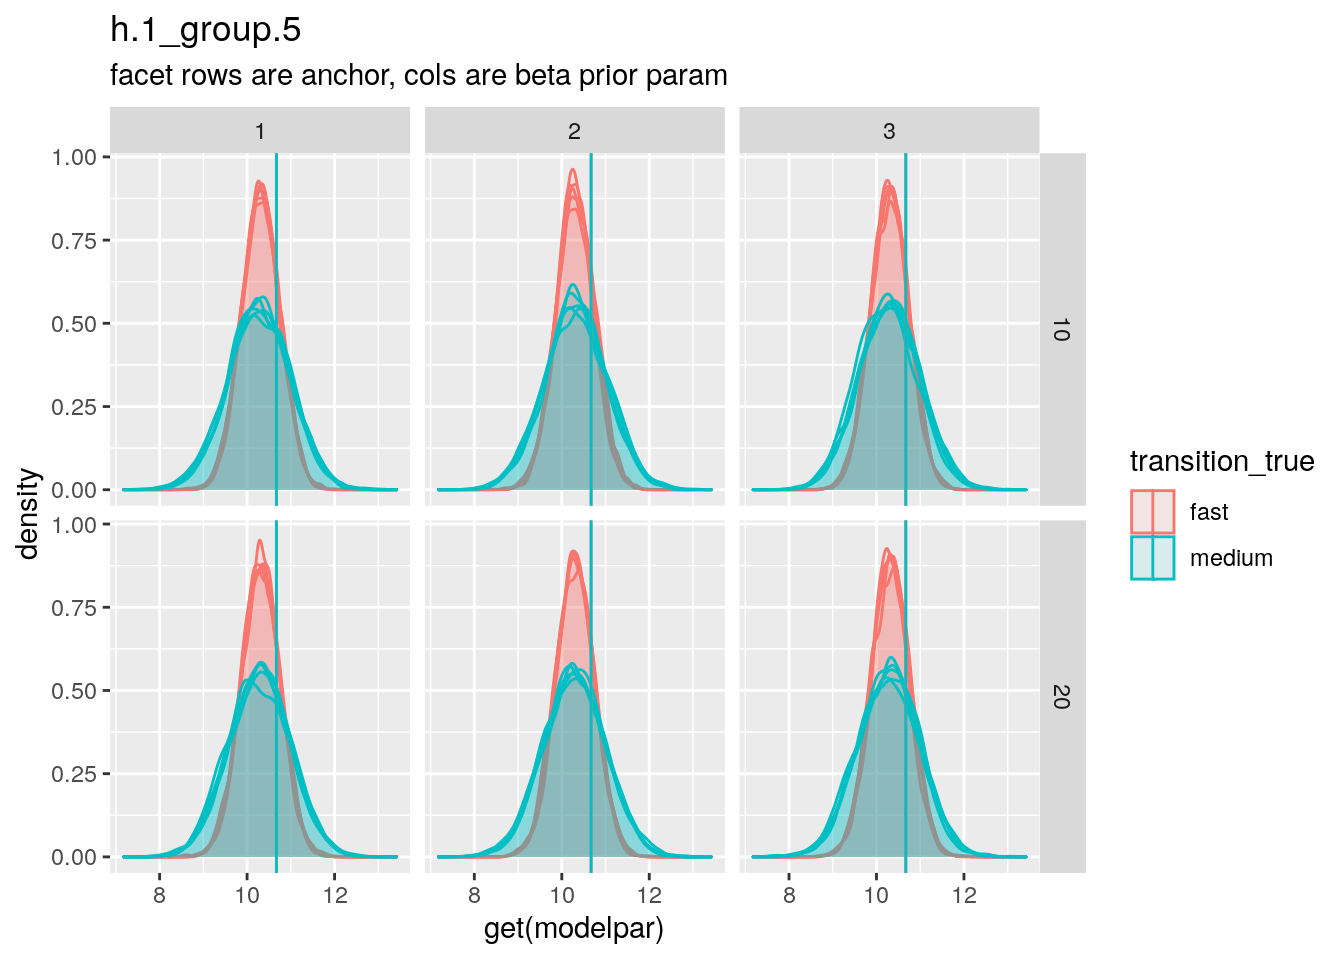 h.1_group.5
facet rows are anchor, cols are beta prior param
1 2 3
1.00
0.75
0.50
0.25
0.00
10
1.00
0.75
0.50
0.25
0.00
20
8 10 12 8 10 12 8 10 12
get(modelpar)
density
transition_true
fast
medium